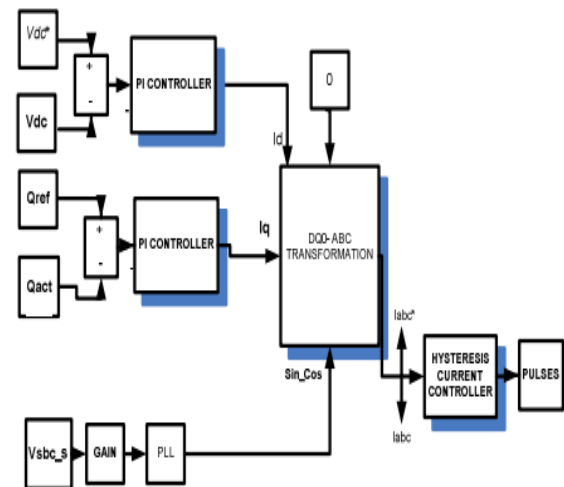 Vdc*
+
-
PI CONTROLLER
-
Vdc
0
Id
Qref
+
-
PI CONTROLLER
-
Qact
Iq
DQ0- ABC
TRANSFORMATION
Sin_Cos
Iabc*
Iabc
HYSTERESIS
CURRENT
CONTROLLER
PULSES
Vsbc_s
GAIN
PLL